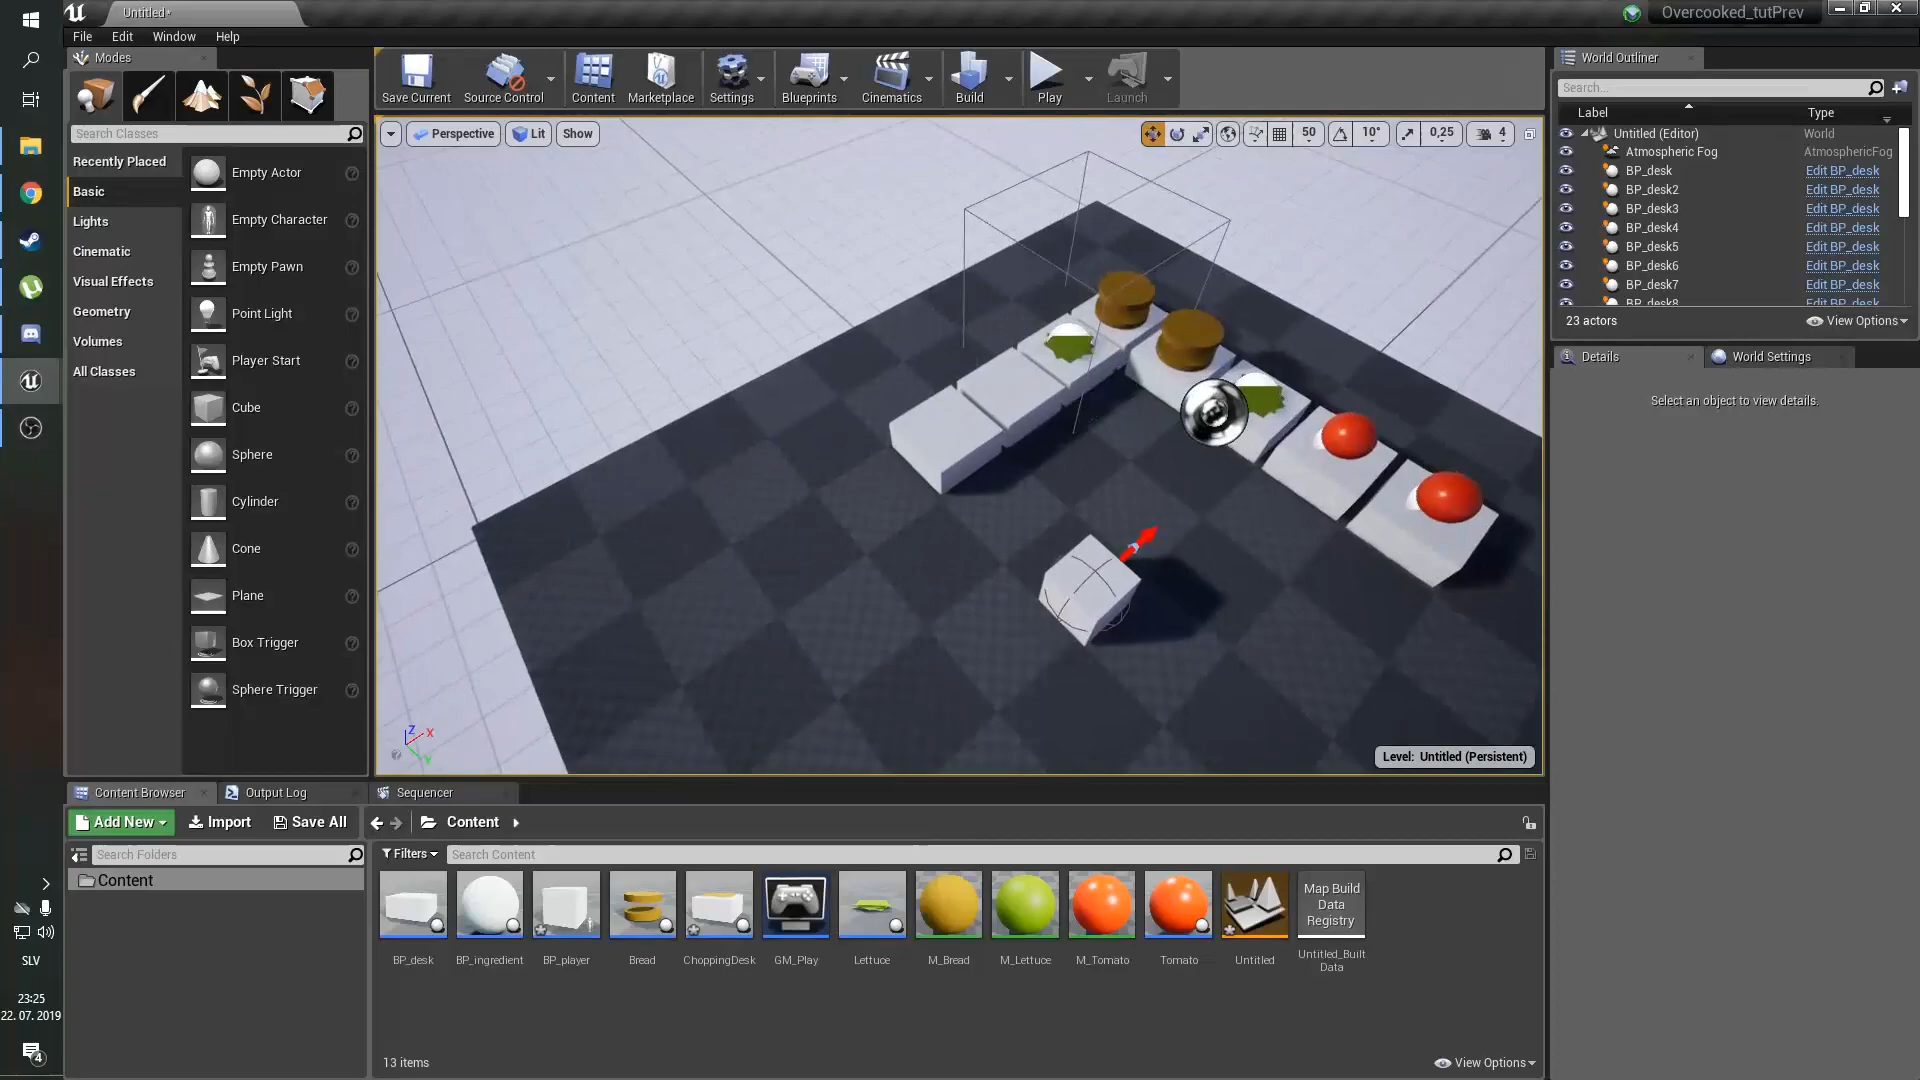 Untitled*
Overcooked_tutPrev
File Edit Window Help
Modes
Search Classes
Recently Placed
Basic
Lights
Cinematic
Visual Effects
Geometry
Volumes
All Classes
Empty Actor
Empty Character
Empty Pawn
Point Light
Player Start
Cube
Sphere
Cylinder
Cone
Plane
Box Trigger
Sphere Trigger
Save Current
Source Control
Content
Marketplace
Settings
Blueprints
Cinematics
Build
Play
Launch
Perspective
Lit
Show
50
10°
0,25
4
Z X
Y
Level: Untitled (Persistent)
World Outliner
Search...
Label Type
Untitled (Editor) World
Atmospheric Fog AtmosphericFog
BP_desk Edit BP_desk
BP_desk2 Edit BP_desk
BP_desk3 Edit BP_desk
BP_desk4 Edit BP_desk
BP_desk5 Edit BP_desk
BP_desk6 Edit BP_desk
BP_desk7 Edit BP_desk
BP_desk8 Edit BP_desk
23 actors
View Options
Details
World Settings
Select an object to view details.
Content Browser
Output Log
Sequencer
Add New
Import
Save All
Content
Search Folders
Content
Filters
Search Content
Map Build
Data
Registry
BP_desk
BP_ingredient
BP_player
Bread
ChoppingDesk
GM_Play
Lettuce
M_Bread
M_Lettuce
M_Tomato
Tomato
Untitled
Untitled_Built
Data
13 items
View Options
SLV
23:25
22. 07. 2019
4